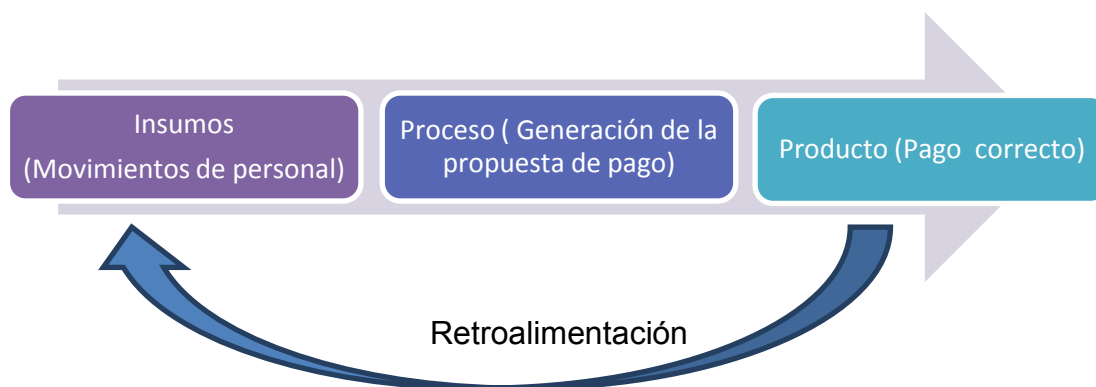 Insumos
(Movimientos de personal)
Proceso ( Generación de la
propuesta de pago)
Producto (Pago  correcto)
Retroalimentación